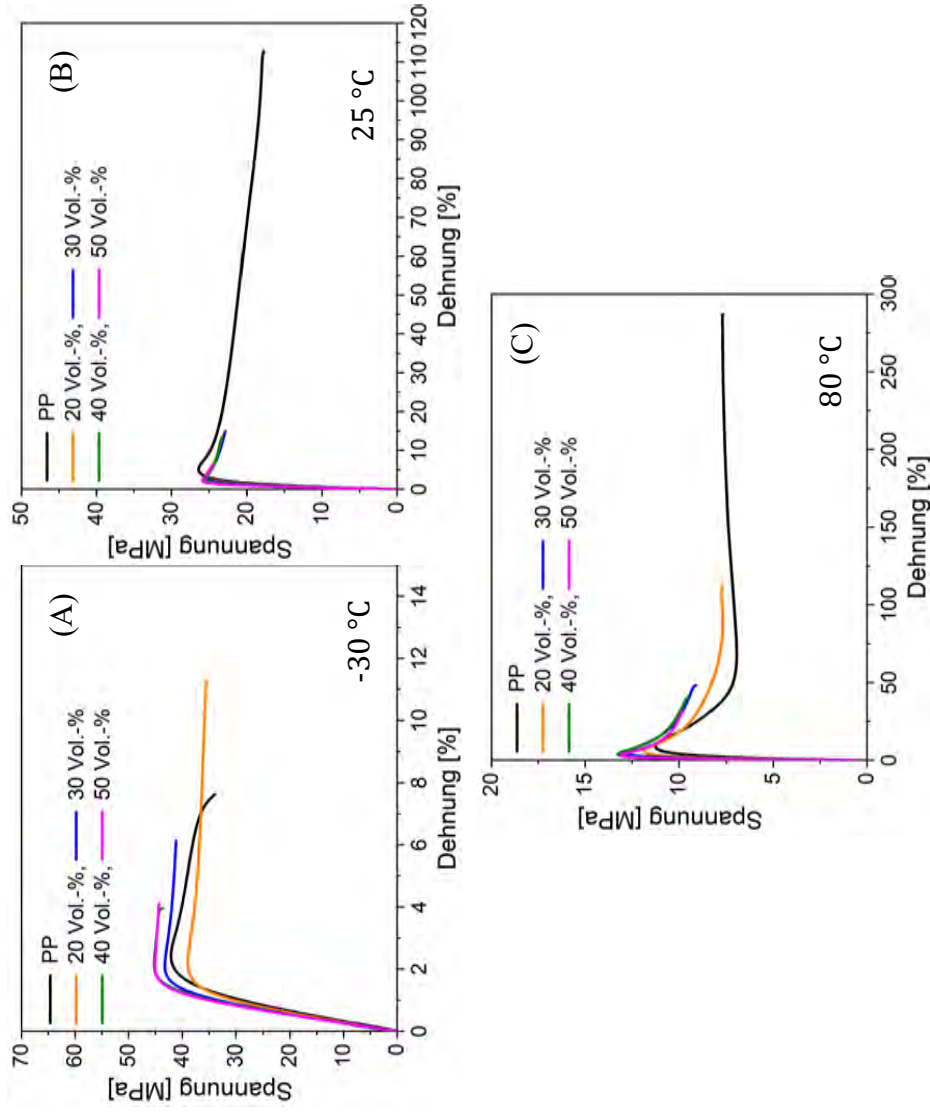 (A)
-30 °C
PP
20 Vol.-%, 30 Vol.-%
40 Vol.-%, 50 Vol.-%
Spannung [MPa]
70
60
50
40
30
20
10
0
0 2 4 6 8 10 12 14
Dehnung [%]
(B)
25 °C
PP
20 Vol.-%, 30 Vol.-%
40 Vol.-%, 50 Vol.-%
Spannung [MPa]
50
40
30
20
10
0
0 10 20 30 40 50 60 70 80 90 100 110 120
Dehnung [%]
(C)
80 °C
PP
20 Vol.-%, 30 Vol.-%
40 Vol.-%, 50 Vol.-%
Spannung [MPa]
20
15
10
5
0
0 50 100 150 200 250 300
Dehnung [%]